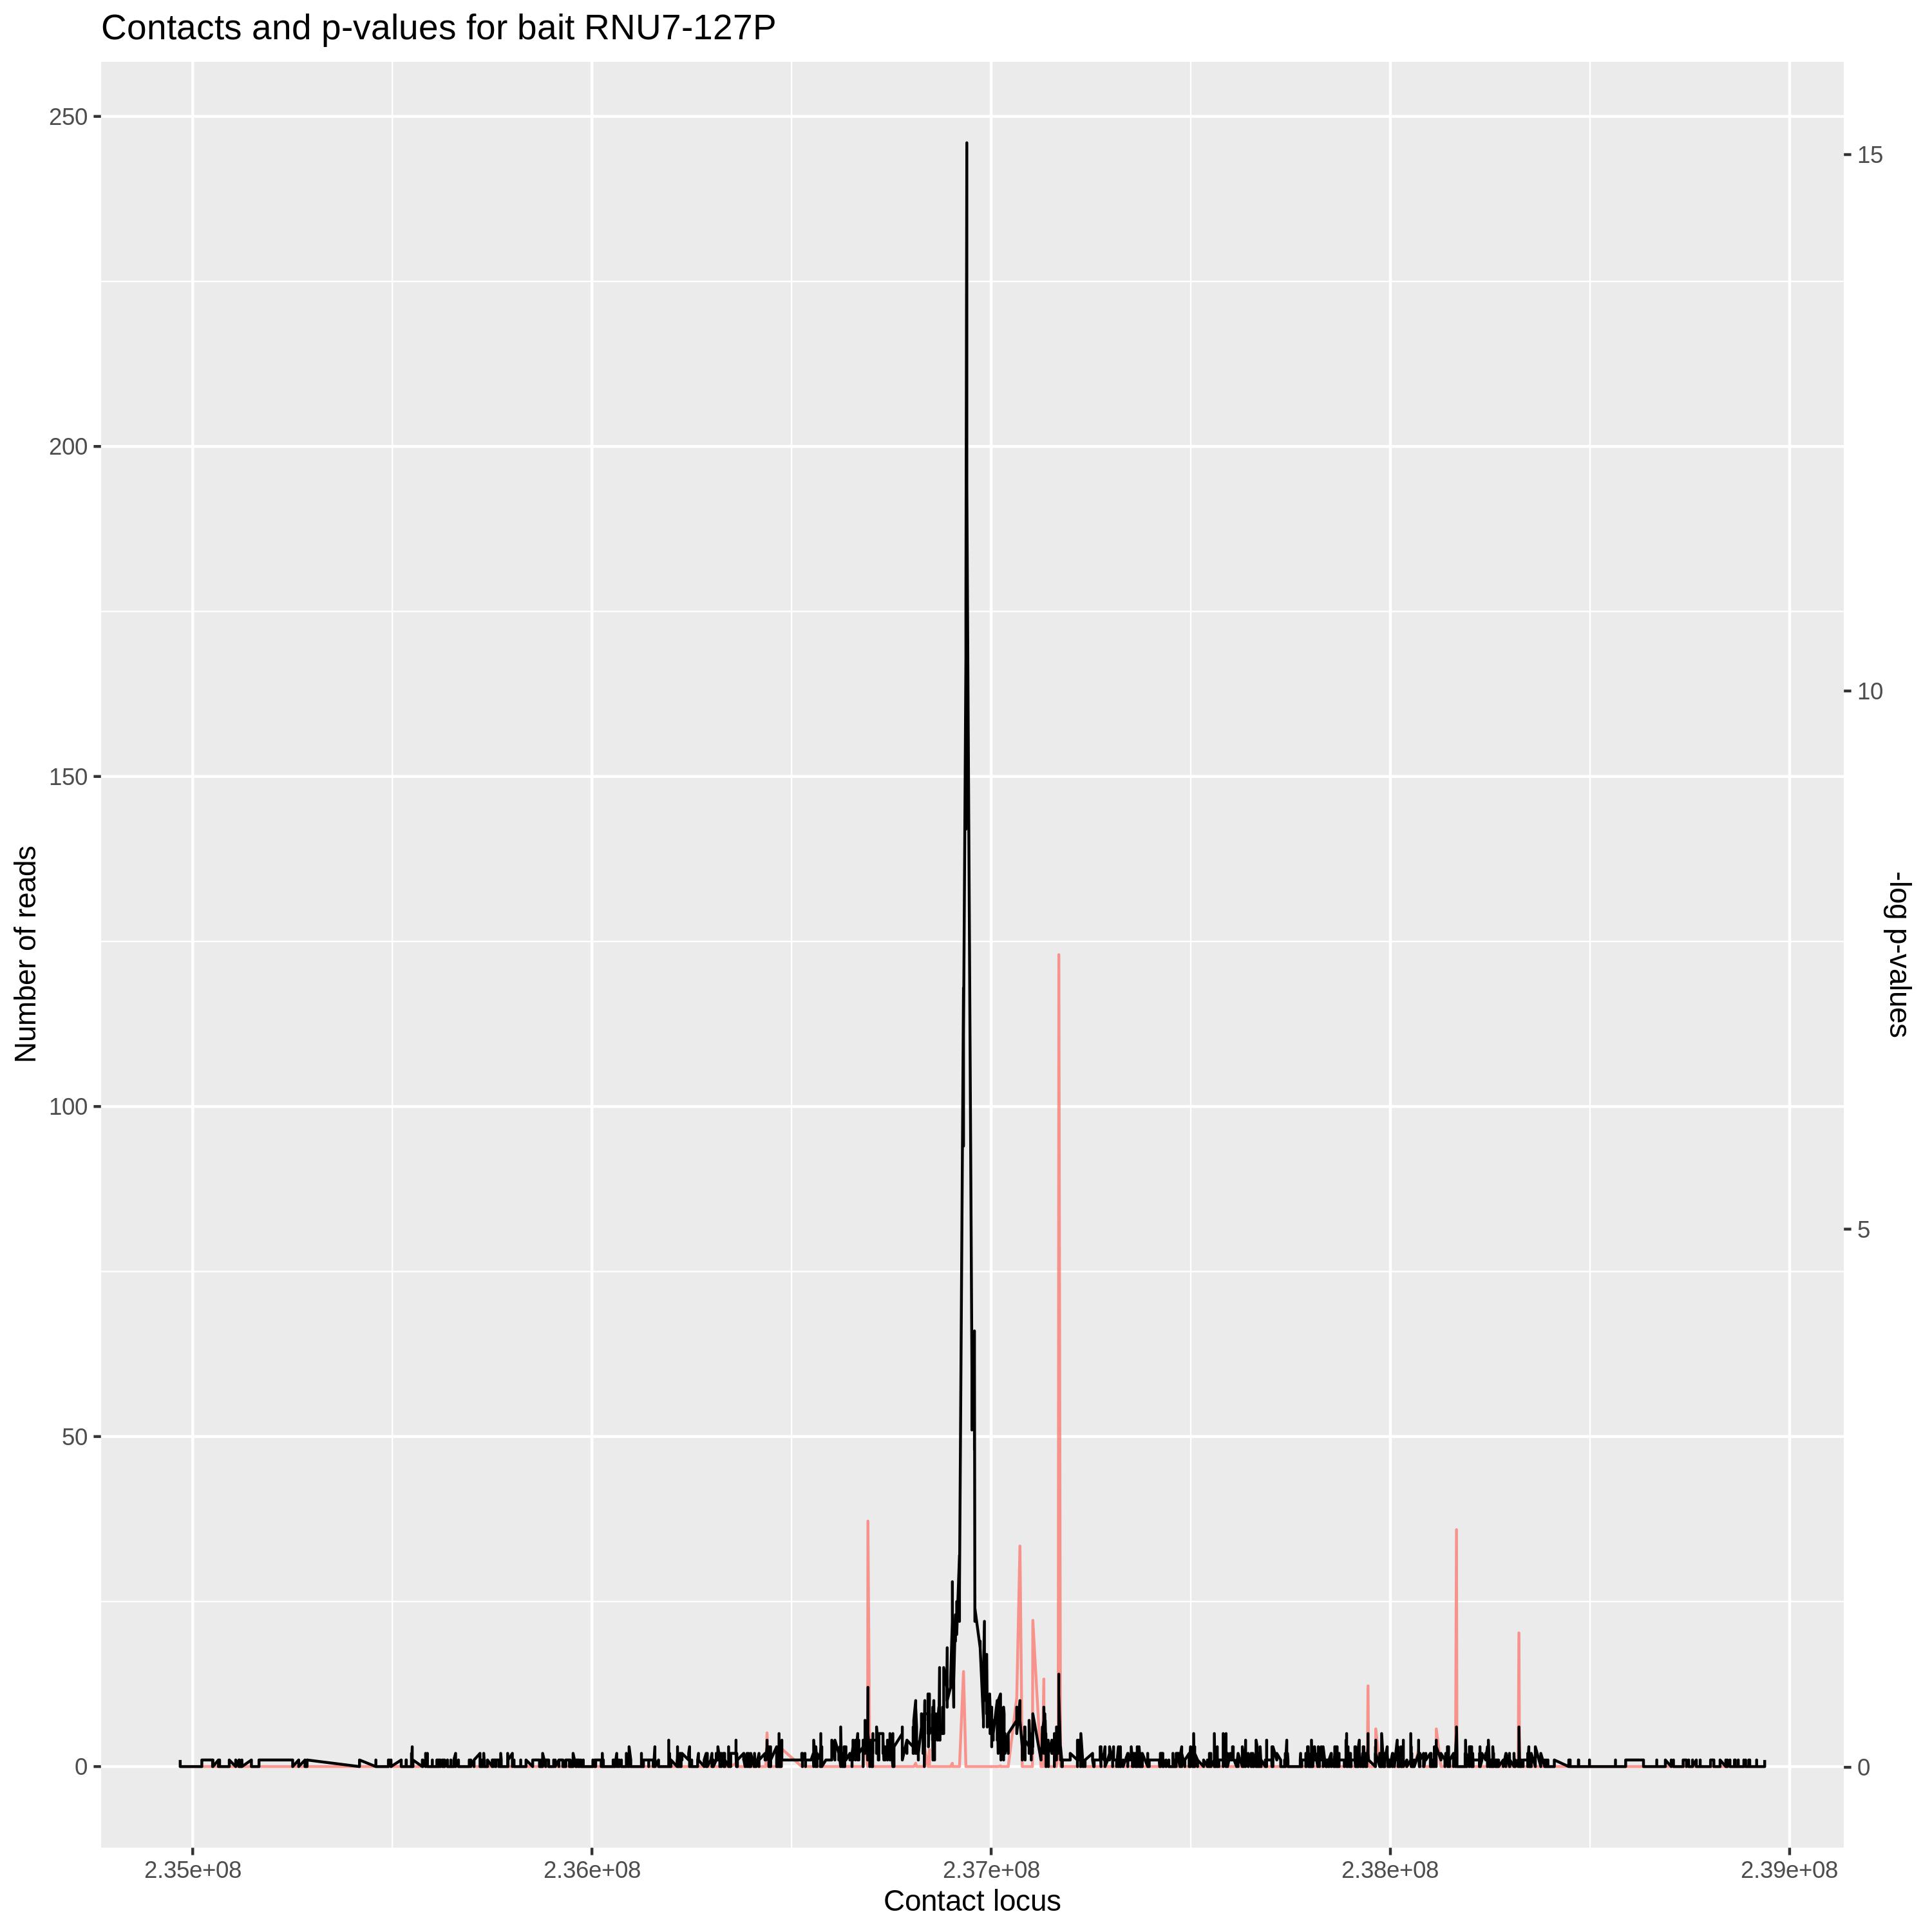 Contacts and p-values for bait RNU7-127P
250
200
150
100
50
0
Number of reads
15
10
5
0
-log p-values
2.35e+08
2.36e+08
2.37e+08
2.38e+08
2.39e+08
Contact locus